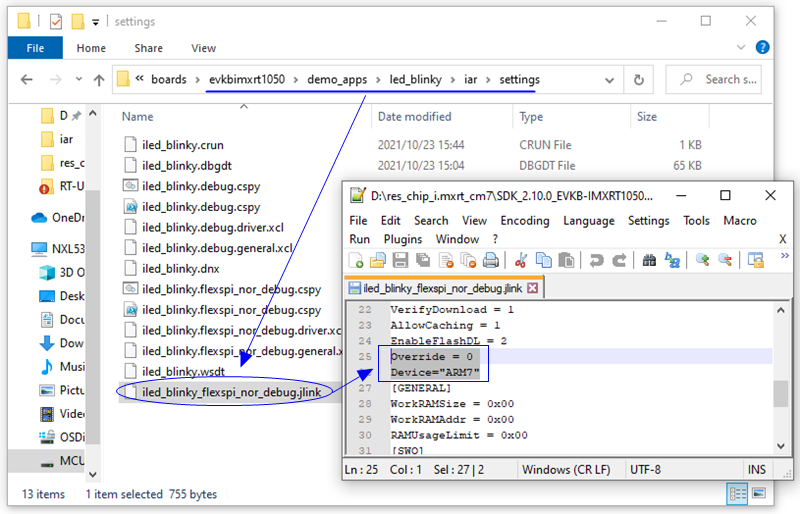 settings
File Home Share View
« boards › evkbimxrt1050 › demo_apps › led_blinky › iar › settings
Search s...
Name Date modified Type Size
D
iar
res_c
RT-U
OneDr
NXL53
3D O
Desk
Docu
Dow
Musi
Pictur
Video
OSDi
MCU
iled_blinky.crun 2021/10/23 15:44 CRUN File 1 KB
iled_blinky.dbgdt 2021/10/23 15:04 DBGDT File 65 KB
iled_blinky.debug.cspy
iled_blinky.debug.cspy
iled_blinky.debug.driver.xcl
iled_blinky.debug.general.xcl
iled_blinky.dnx
iled_blinky.flexspi_nor_debug.cspy
iled_blinky.flexspi_nor_debug.cspy
iled_blinky.flexspi_nor_debug.driver.xc
iled_blinky.flexspi_nor_debug.general.x
iled_blinky.wsdt
iled_blinky_flexspi_nor_debug.jlink
13 items 1 item selected 755 bytes
D:\res_chip_i.mxrt_cm7\SDK_2.10.0_EVKB-IMXRT1050...
File Edit Search View Encoding Language Settings Tools Macro
Run Plugins Window ? X
iled_blinky_flexspi_nor_debug.jlink
22 VerifyDownload = 1
23 AllowCaching = 1
24 EnableFlashDL = 2
25 Override = 0
26 Device="ARM7"
27 [GENERAL]
28 WorkRAMSize = 0x00
29 WorkRAMAddr = 0x00
30 RAMUsageLimit = 0x00
31 [SWO]
Ln : 25 Col : 1 Sel : 27 | 2 Windows (CR LF) UTF-8 INS